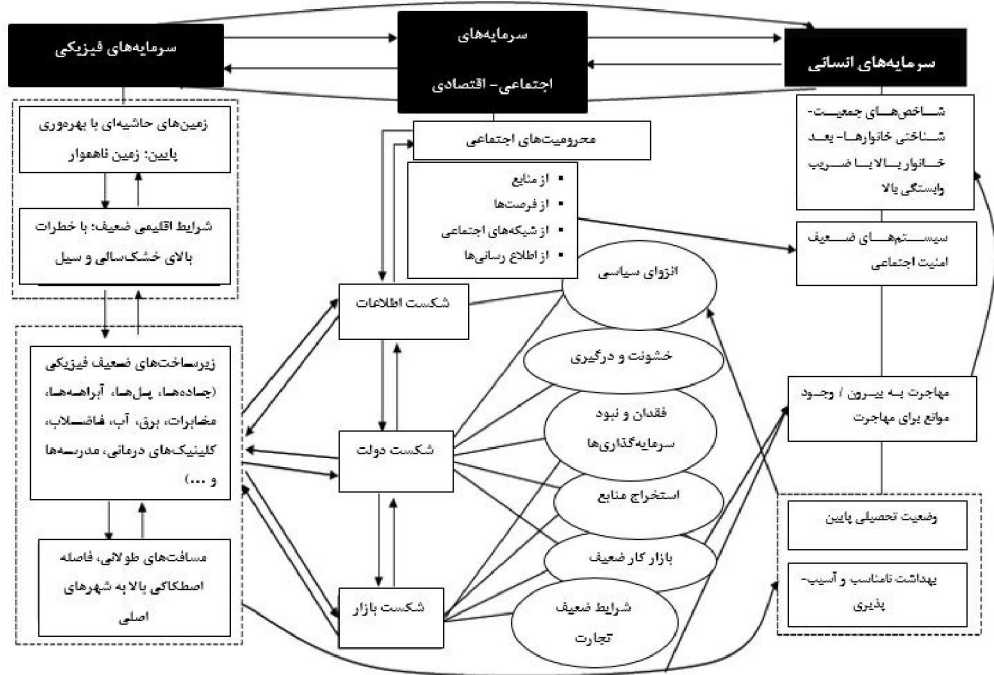 سرمایه‌های فیزیکی
سرمایه‌های
اجتماعی- اقتصادی
سرمایه‌های انسانی
زمین‌های حاشیه‌ای با بهره‌وری
پایین؛ زمین ناهموار
شرایط اقلیمی ضعیف؛ با خطرات
بالای خشک‌سالی و سیل
زیرساخت‌های ضعیف فیزیکی
(جاده‌ها، پل‌ها، آبراهه‌ها،
مخابرات، برق، آب، فاضلاب،
کلینیک‌های درمانی، مدرسه‌ها
و ...)
مسافت‌های طولانی، فاصله
اصطکاکی بالا به شهرهای
اصلی
محرومیت‌های اجتماعی
▪ از منابع
▪ از فرصت‌ها
▪ از شبکه‌های اجتماعی
▪ از اطلاع رسانی‌ها
شکست اطلاعات
شکست دولت
شکست بازار
انزوای سیاسی
خشونت و درگیری
فقدان و نبود
سرمایه‌گذاری‌ها
استخراج منابع
بازار کار ضعیف
شرایط ضعیف
تجارت
شاخص‌های جمعیت-
شناختی خانوارها- بعد
خانوار بالا با ضریب
وابستگی بالا
سیستم‌های ضعیف
امنیت اجتماعی
مهاجرت به بیرون / وجود
موانع برای مهاجرت
وضعیت تحصیلی پایین
بهداشت نامناسب و آسیب-
پذیری